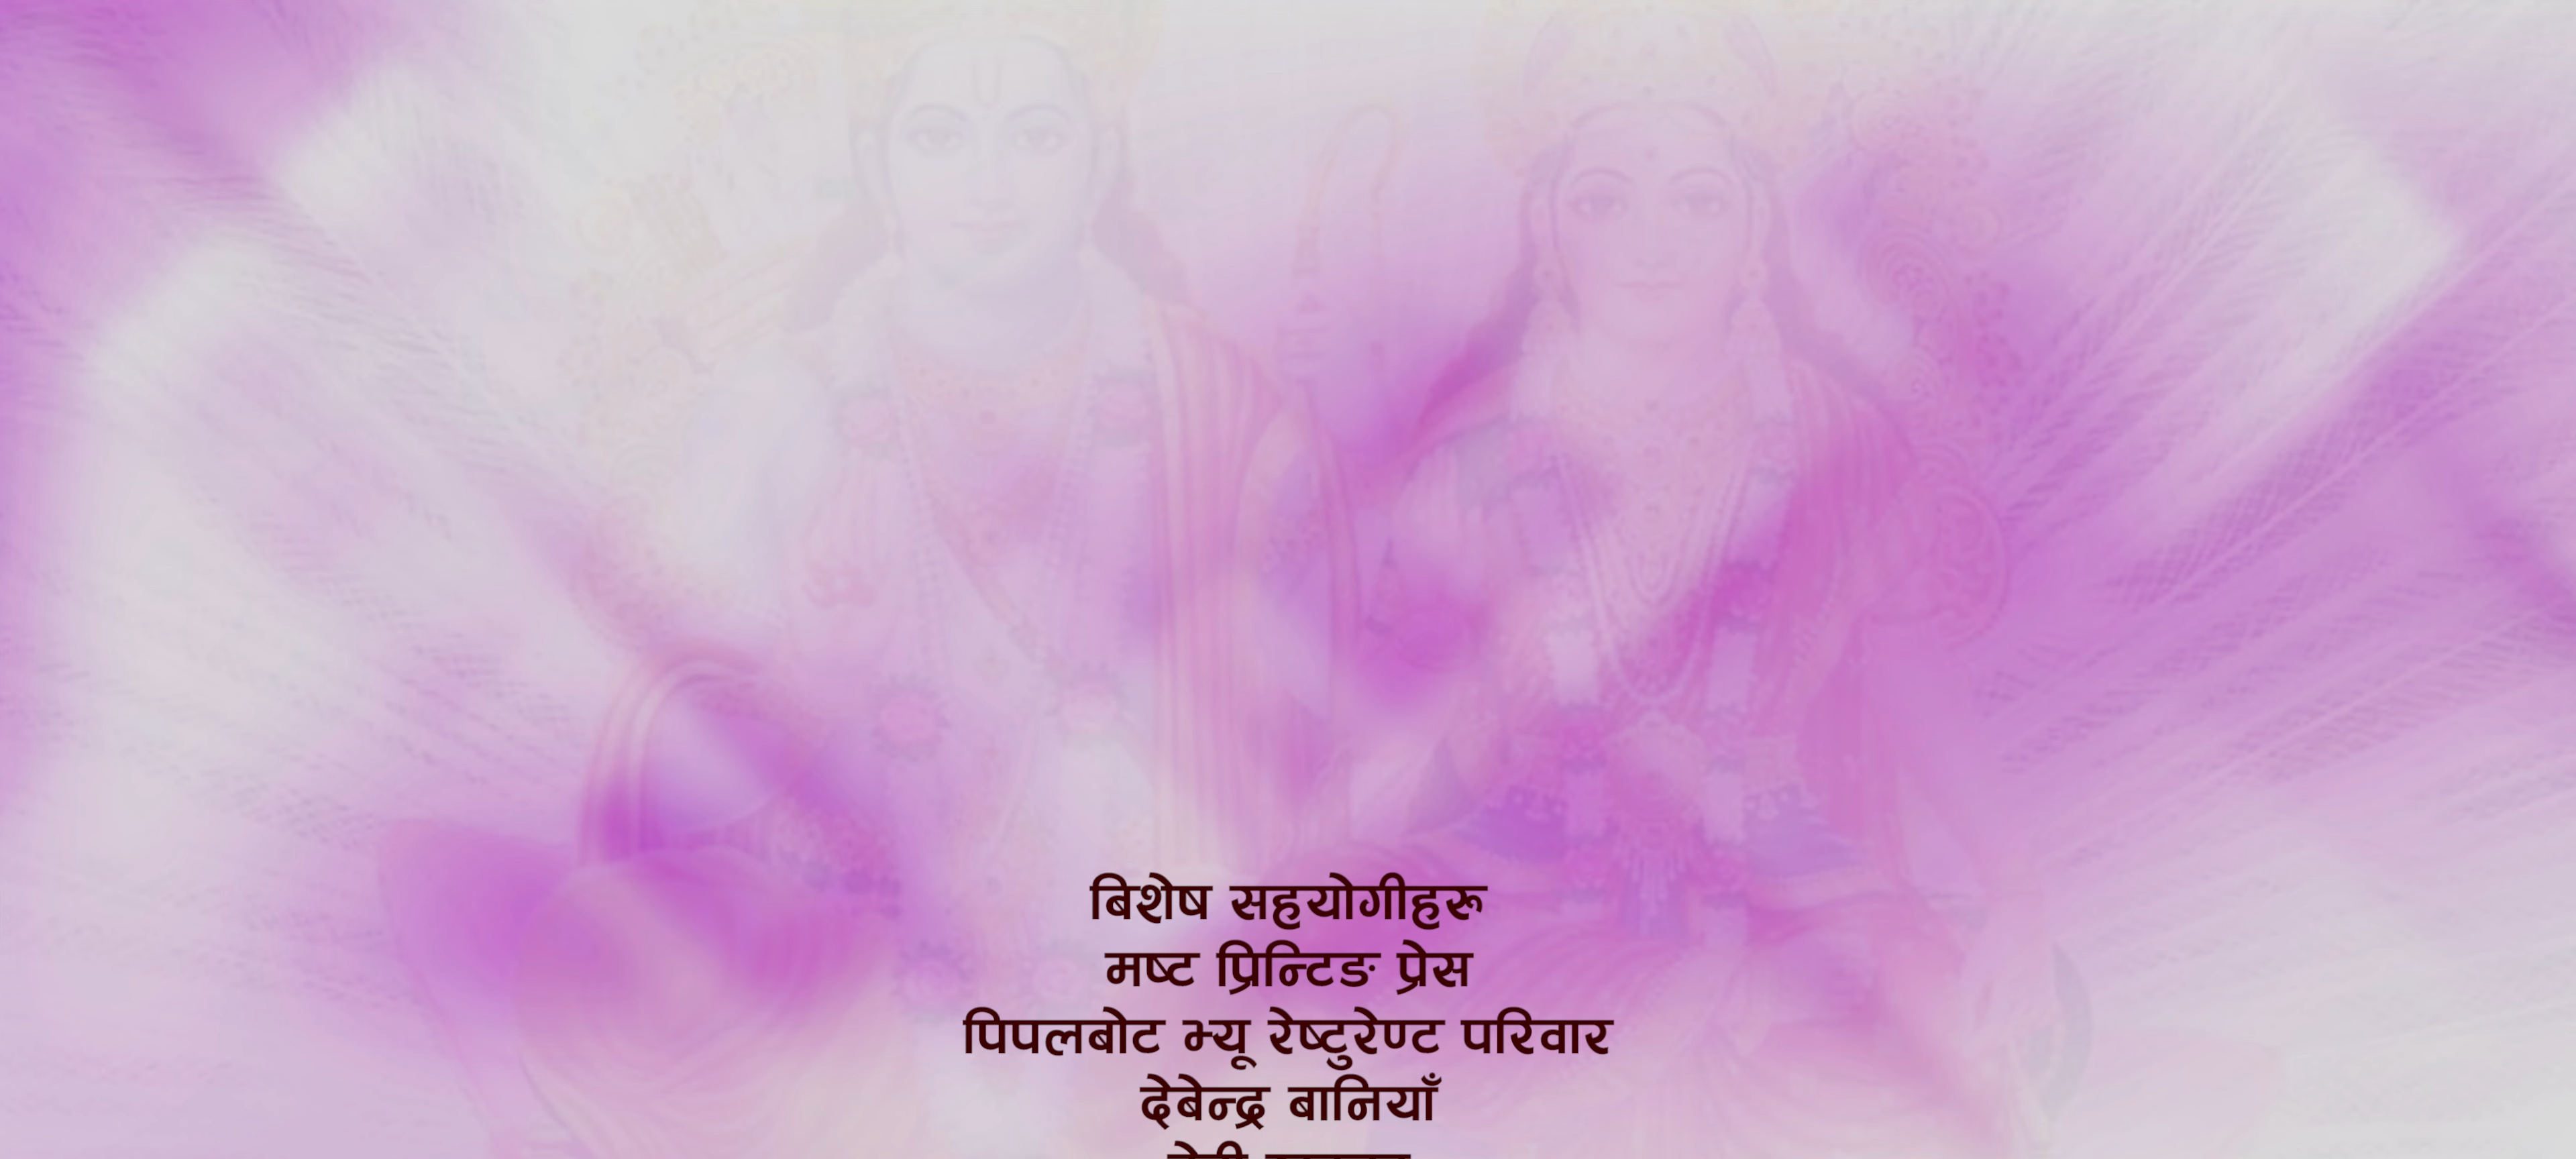 बिशेष सहयोगीहरू
मष्ट प्रिन्टिङ प्रेस
पिपलबोट भ्यू रेष्टुरेण्ट परिवार
देबेन्द्र बानियाँ